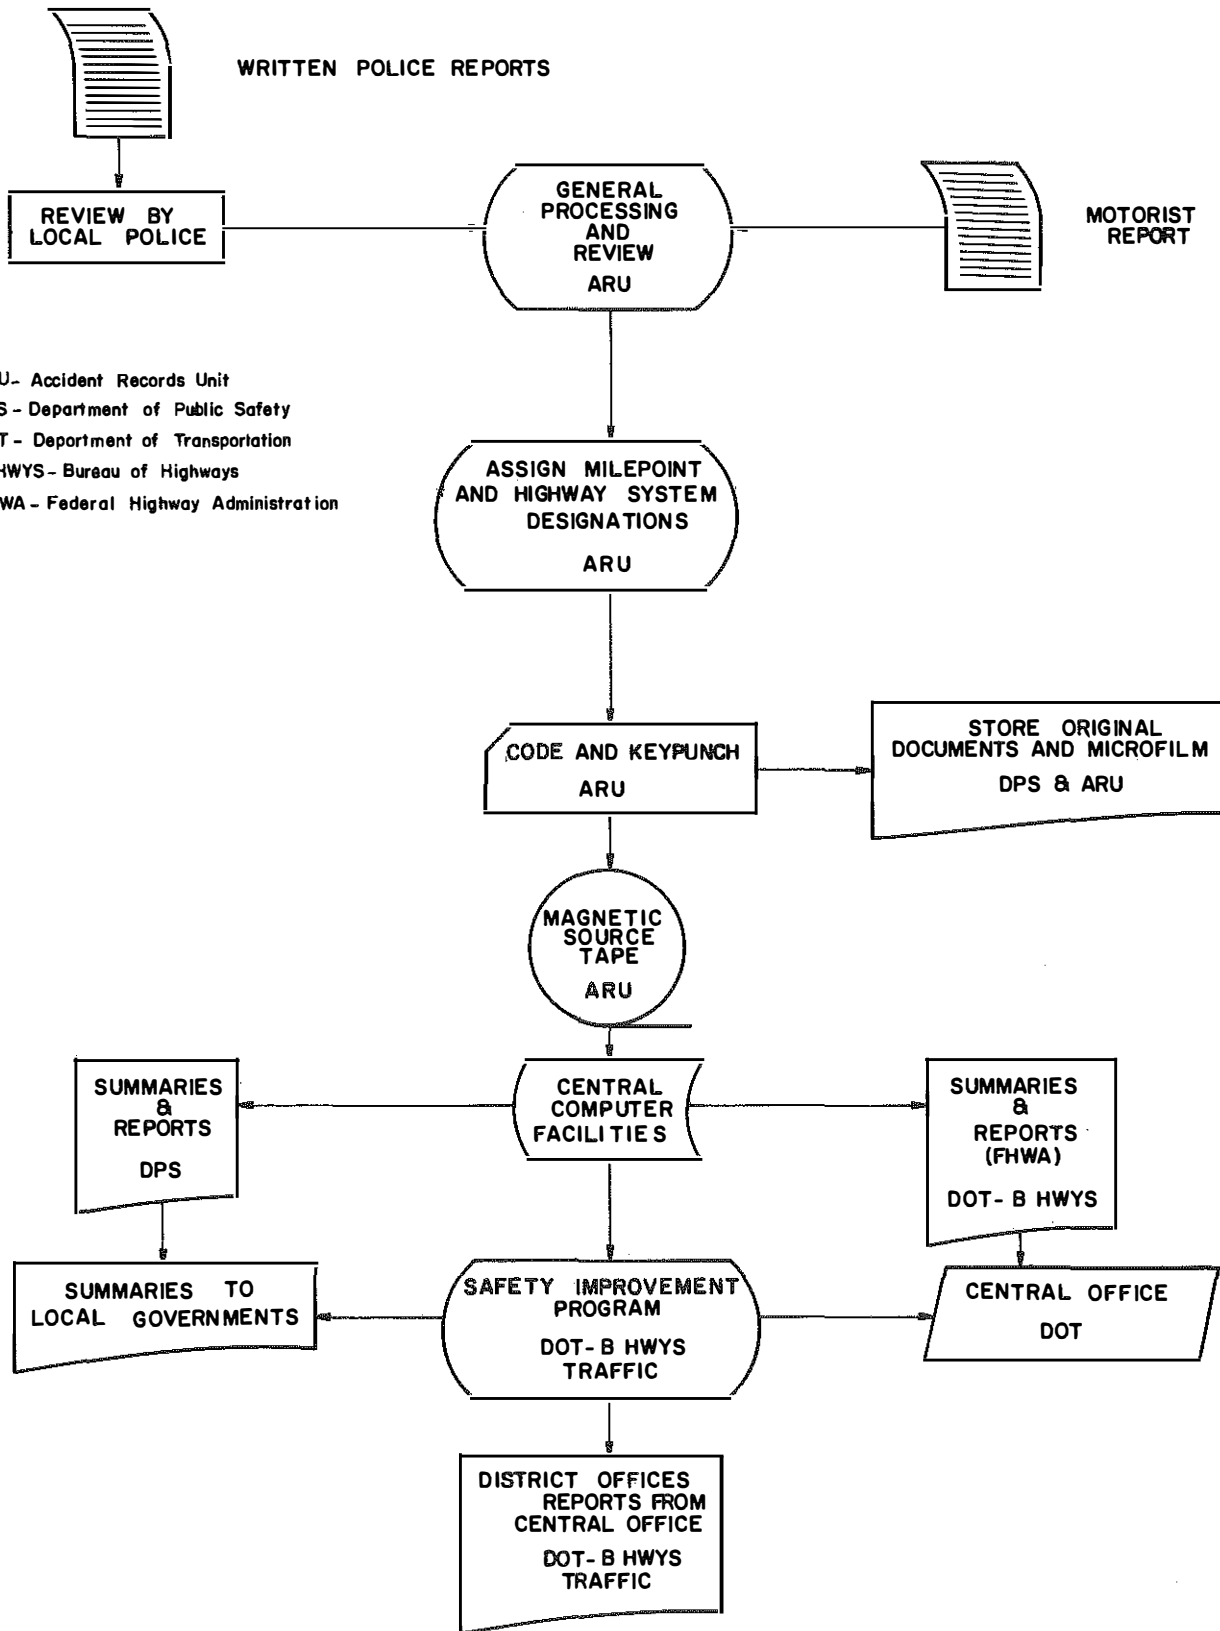 WRITTEN POLICE REPORTS
REVIEW BY
LOCAL POLICE
GENERAL
PROCESSING
AND
REVIEW
ARU
MOTORIST
REPORT
U- Accident Records Unit
S - Department of Public Safety
T - Department of Transportation
HWYS - Bureau of Highways
WA - Federal Highway Administration
ASSIGN MILEPOINT
AND HIGHWAY SYSTEM
DESIGNATIONS
ARU
CODE AND KEYPUNCH
ARU
STORE ORIGINAL
DOCUMENTS AND MICROFILM
DPS & ARU
MAGNETIC
SOURCE
TAPE
ARU
SUMMARIES
&
REPORTS
DPS
CENTRAL
COMPUTER
FACILITIES
SUMMARIES
&
REPORTS
(FHWA)
DOT- B HWYS
SUMMARIES TO
LOCAL GOVERNMENTS
SAFETY IMPROVEMENT
PROGRAM
DOT- B HWYS
TRAFFIC
CENTRAL OFFICE
DOT
DISTRICT OFFICES
REPORTS FROM
CENTRAL OFFICE
DOT- B HWYS
TRAFFIC